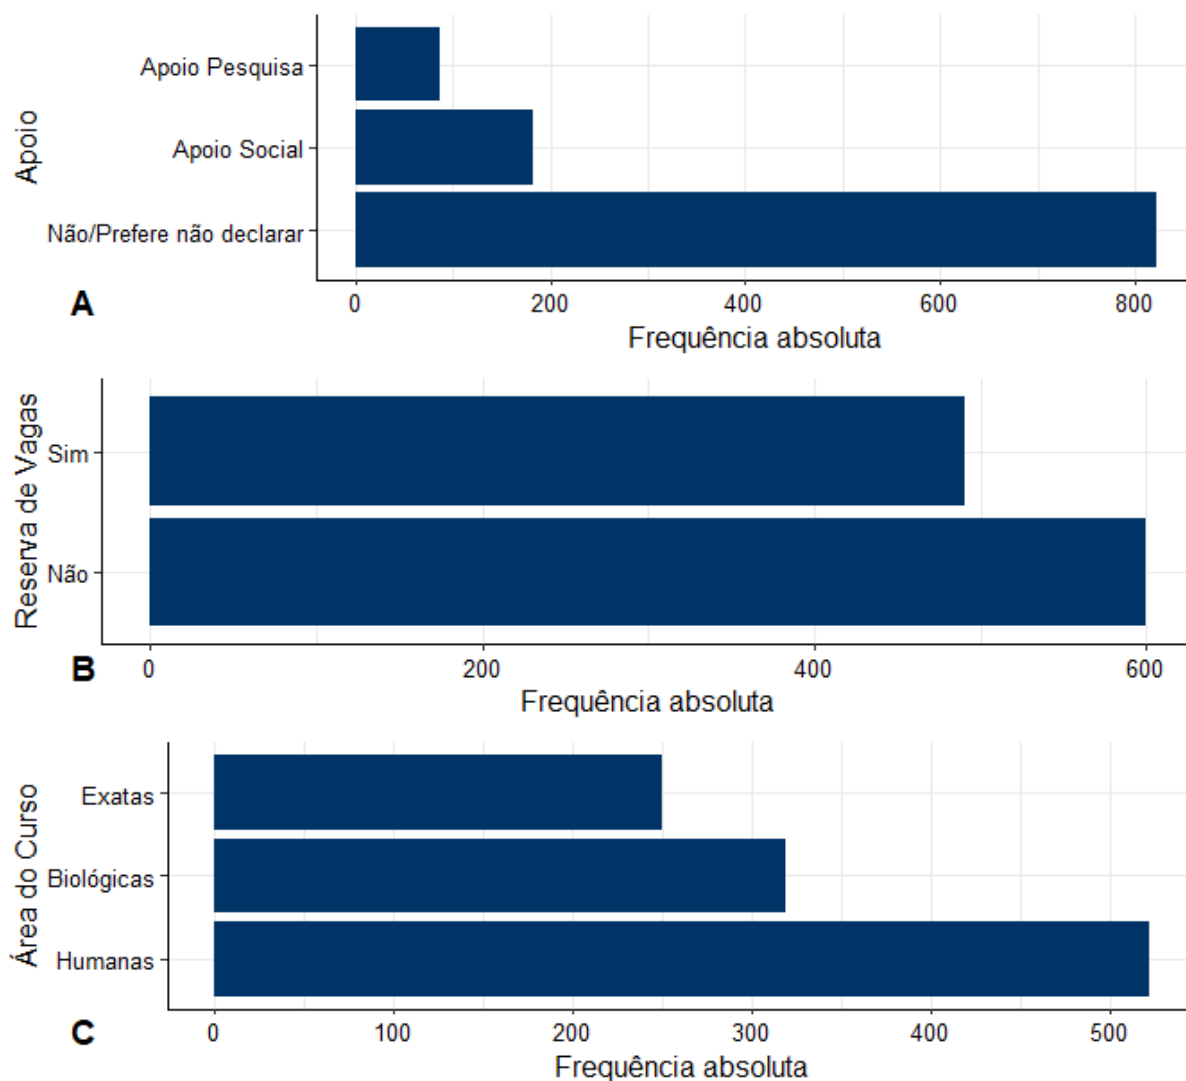 Apoio
Apoio Pesquisa
Apoio Social
Não/Prefere não declarar
0 200 400 600 800
Frequência absoluta
A
Reserva de Vagas
Sim
Não
0 200 400 600
Frequência absoluta
B
Área do Curso
Exatas
Biológicas
Humanas
0 100 200 300 400 500
Frequência absoluta
C